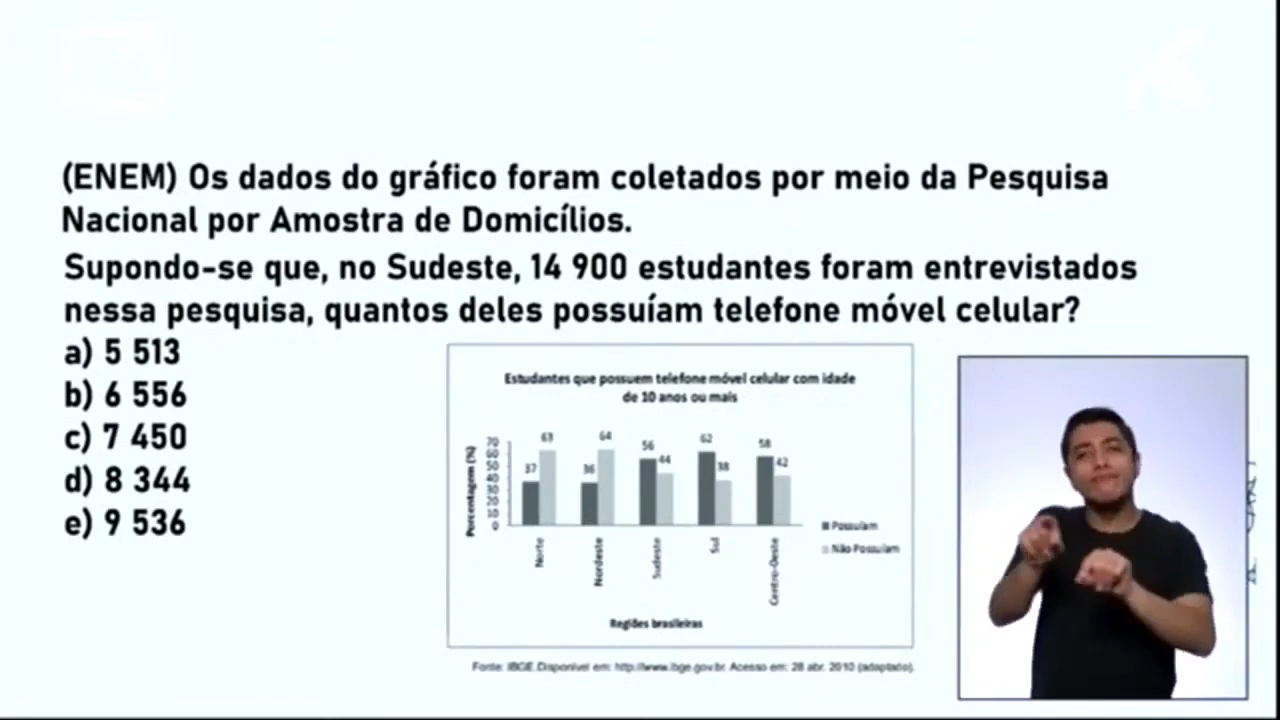 (ENEM) Os dados do gráfico foram coletados por meio da Pesquisa
Nacional por Amostra de Domicílios.
Supondo-se que, no Sudeste, 14 900 estudantes foram entrevistados
nessa pesquisa, quantos deles possuíam telefone móvel celular?
a) 5 513
b) 6 556
c) 7 450
d) 8 344
e) 9 536
Estudantes que possuem telefone móvel celular com idade
de 10 anos ou mais
Porcentagem (%)
70
60
50
40
30
20
10
0
37 63 36 64 56 44 62 38 58 42
Norte
Nordeste
Sudeste
Sul
Centro-Oeste
Possuíam
Não Possuíam
Regiões brasileiras
Fonte: IBGE. Disponível em: http://www.ibge.gov.br. Acesso em: 28 abr. 2010 (adaptado).